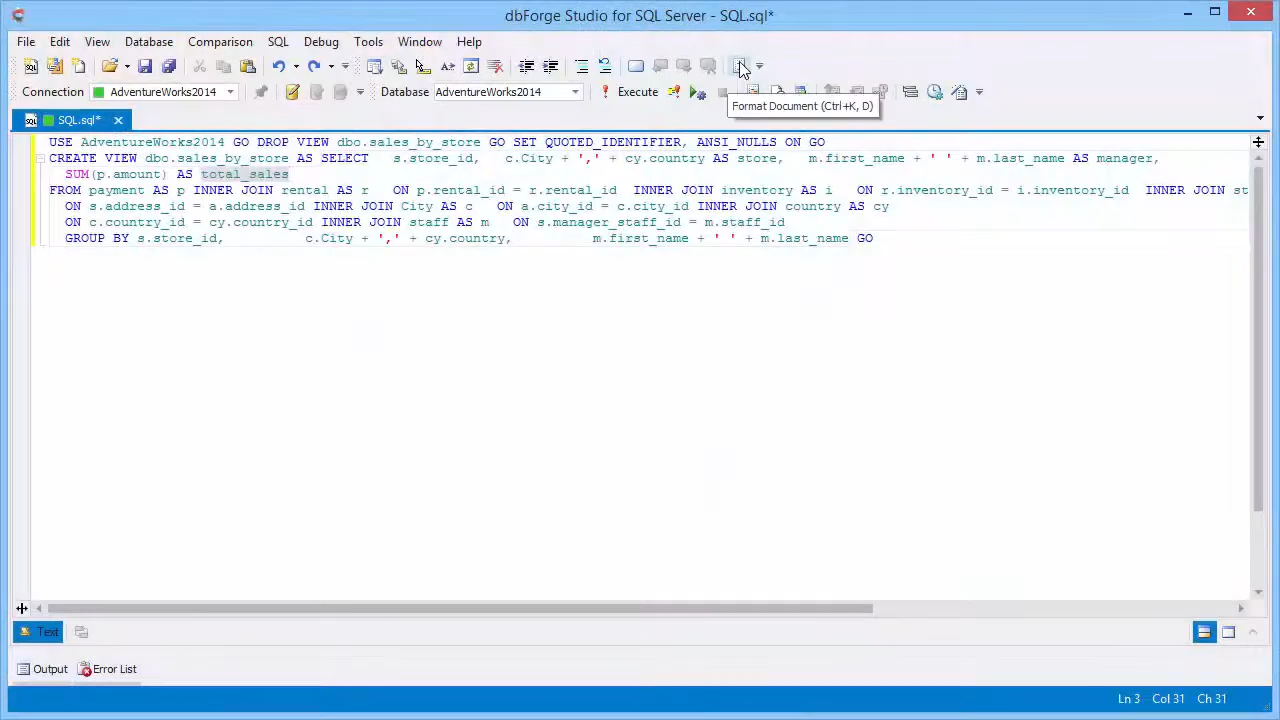 dbForge Studio for SQL Server - SQL.sql*
File Edit View Database Comparison SQL Debug Tools Window Help
Connection AdventureWorks2014 Database AdventureWorks2014 Execute
Format Document (Ctrl+K, D)
SQL.sql*
USE AdventureWorks2014 GO DROP VIEW dbo.sales_by_store GO SET QUOTED_IDENTIFIER, ANSI_NULLS ON GO
CREATE VIEW dbo.sales_by_store AS SELECT s.store_id, c.City + ',' + cy.country AS store, m.first_name + ' ' + m.last_name AS manager,
SUM(p.amount) AS total_sales
FROM payment AS p INNER JOIN rental AS r ON p.rental_id = r.rental_id INNER JOIN inventory AS i ON r.inventory_id = i.inventory_id INNER JOIN st
ON s.address_id = a.address_id INNER JOIN City AS c ON a.city_id = c.city_id INNER JOIN country AS cy
ON c.country_id = cy.country_id INNER JOIN staff AS m ON s.manager_staff_id = m.staff_id
GROUP BY s.store_id, c.City + ',' + cy.country, m.first_name + ' ' + m.last_name GO
Text
Output Error List
Ln 3 Col 31 Ch 31